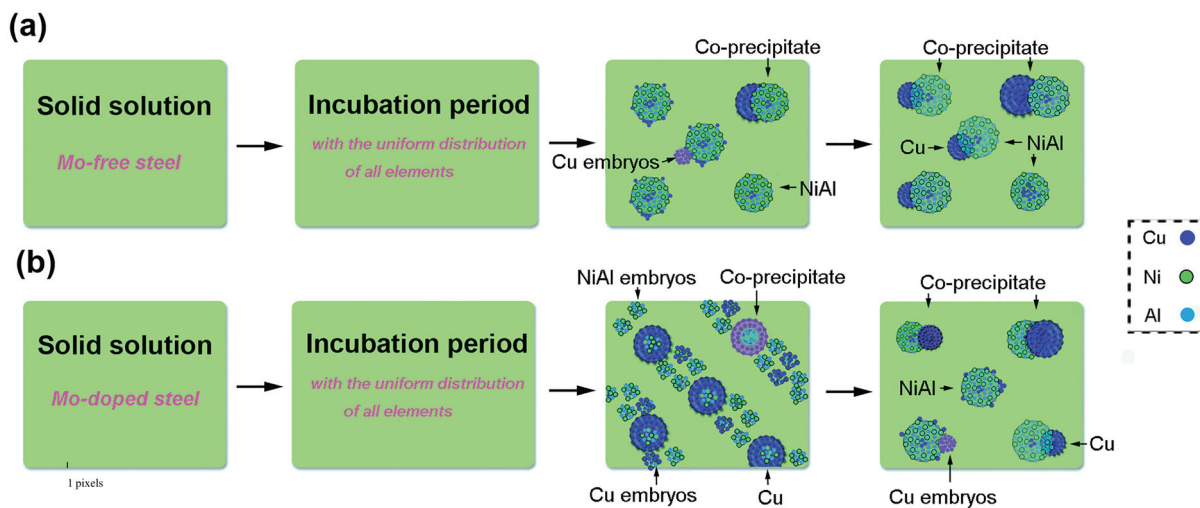 (a)
Solid solution
Mo-free steel
Incubation period
with the uniform distribution
of all elements
Co-precipitate
Cu embryos
NiAl
Co-precipitate
Cu
NiAl
(b)
Solid solution
Mo-doped steel
1 pixels
Incubation period
with the uniform distribution
of all elements
NiAl embryos
Co-precipitate
Cu embryos
Cu
Co-precipitate
NiAl
Cu
Cu embryos
Cu
Ni
Al